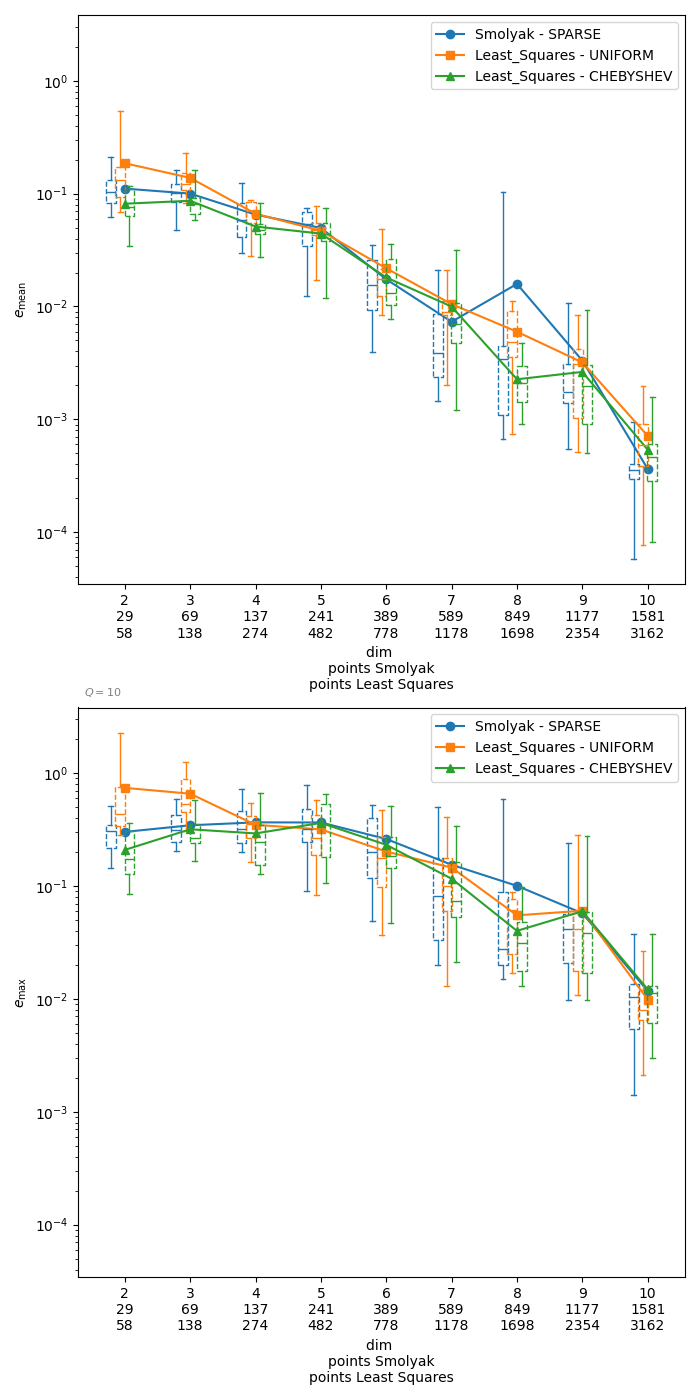 Smolyak - SPARSE
Least_Squares - UNIFORM
Least_Squares - CHEBYSHEV
10^0
10^-1
10^-2
10^-3
10^-4
e_mean
2 3 4 5 6 7 8 9 10
29 69 137 241 389 589 849 1177 1581
58 138 274 482 778 1178 1698 2354 3162
dim
points Smolyak
points Least Squares
Q = 10
Smolyak - SPARSE
Least_Squares - UNIFORM
Least_Squares - CHEBYSHEV
10^0
10^-1
10^-2
10^-3
10^-4
e_max
2 3 4 5 6 7 8 9 10
29 69 137 241 389 589 849 1177 1581
58 138 274 482 778 1178 1698 2354 3162
dim
points Smolyak
points Least Squares